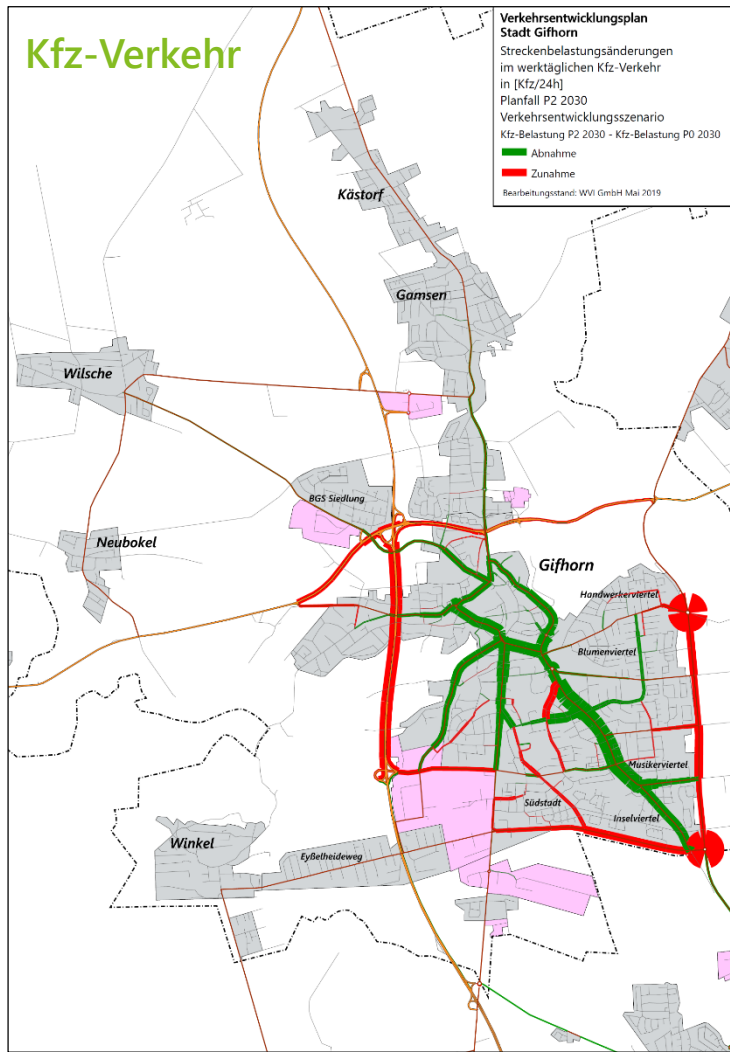 Kfz-Verkehr
Verkehrsentwicklungsplan
Stadt Gifhorn
Streckenbelastungsänderungen
im werktäglichen Kfz-Verkehr
in [Kfz/24h]
Planfall P2 2030
Verkehrsentwicklungsszenario
Kfz-Belastung P2 2030 - Kfz-Belastung P0 2030
Abnahme
Zunahme
Bearbeitungsstand: WVI GmbH Mai 2019
Kästorf
Gamsen
Wilsche
BGS Siedlung
Neubokel
Gifhorn
Handwerkerviertel
Blumenviertel
Musikerviertel
Südstadt
Inselviertel
Winkel
Eyßelheideweg